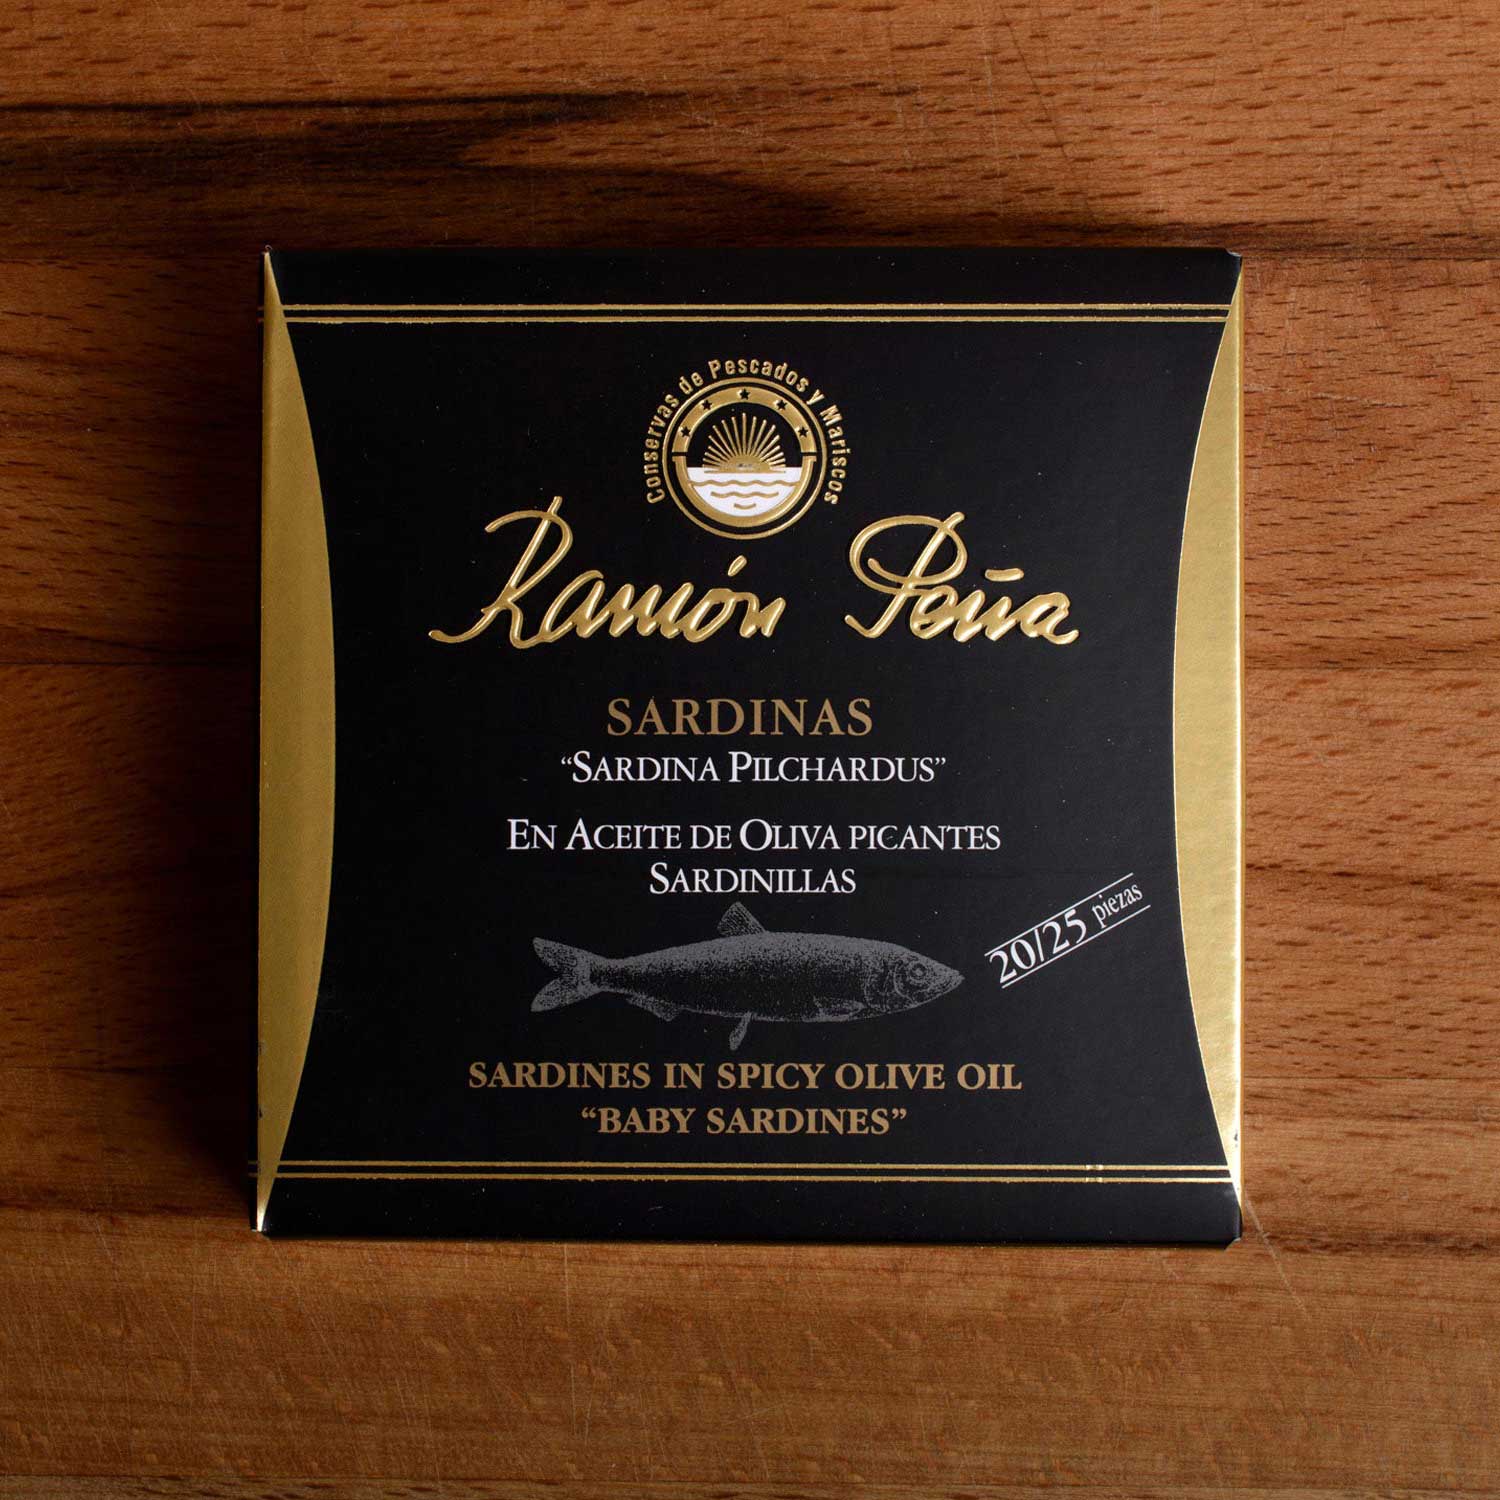 Conservas de Pescados y Mariscos
Ramón Peña
SARDINAS
“SARDINA PILCHARDUS”
EN ACEITE DE OLIVA PICANTES
SARDINILLAS
20/25 piezas
SARDINES IN SPICY OLIVE OIL
“BABY SARDINES”